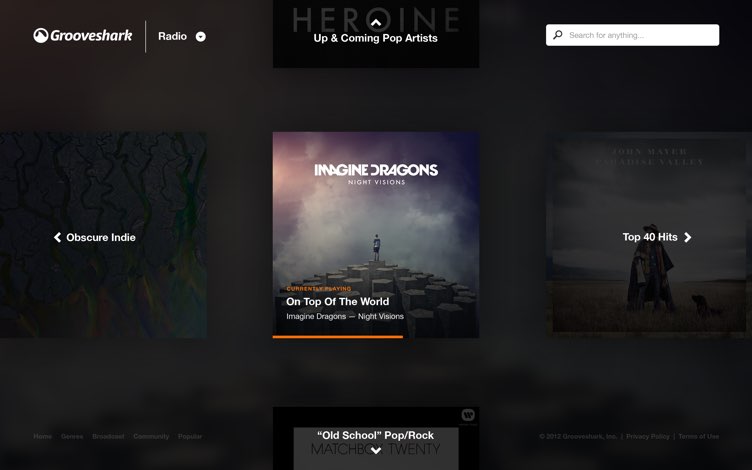 HEROINE
Grooveshark
Radio
Up & Coming Pop Artists
Search for anything...
JOHN MAYER
PARADISE VALLEY
IMAGINE DRAGONS
NIGHT VISIONS
Obscure Indie
Top 40 Hits
CURRENTLY PLAYING
On Top Of The World
Imagine Dragons — Night Visions
“Old School” Pop/Rock
MATCHBOX TWENTY
Home Genres Broadcast Community Popular
© 2012 Grooveshark, Inc. | Privacy Policy | Terms of Use